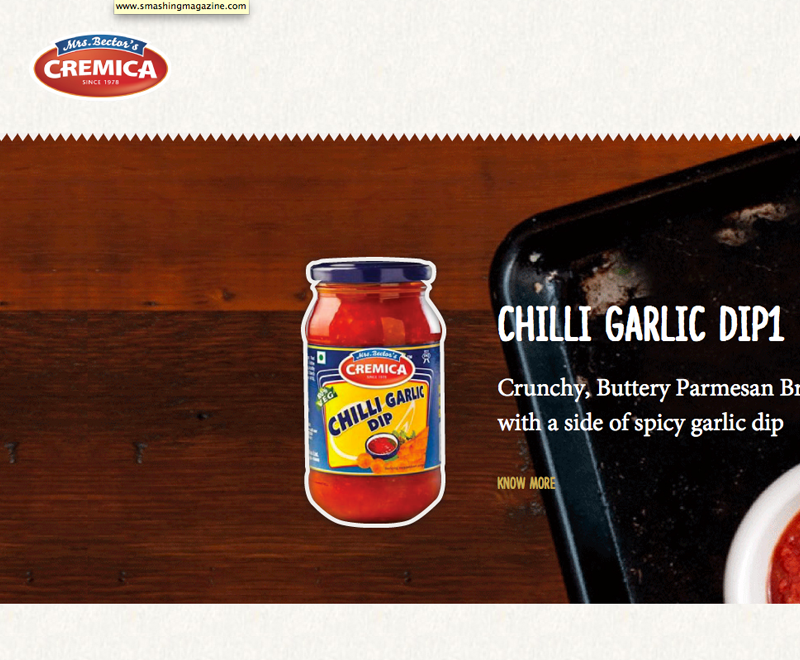 www.smashingmagazine.com
Mrs. Bector's
CREMICA
SINCE 1978
CHILLI GARLIC DIP1
Crunchy, Buttery Parmesan Br
with a side of spicy garlic dip
KNOW MORE
Mrs. Bector's
CREMICA
SINCE 1978
VEG
CHILLI GARLIC
DIP